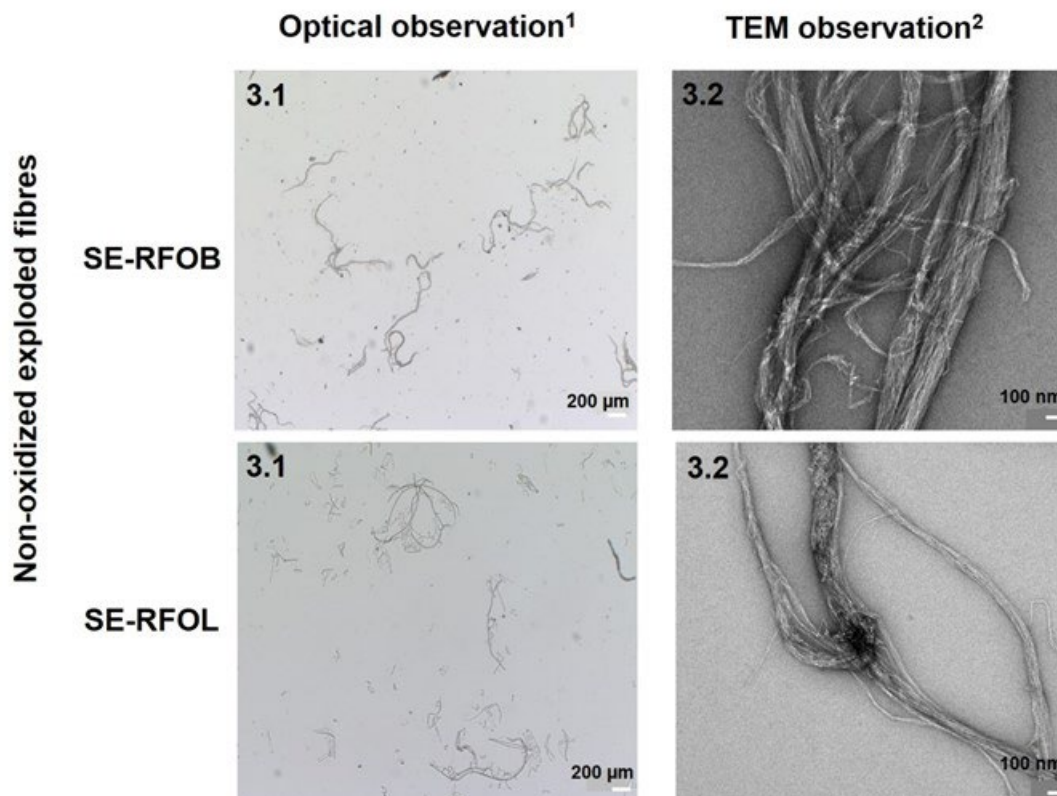 Optical observation¹
TEM observation²
Non-oxidized exploded fibres
SE-RFOB
3.1
200 µm
3.2
100 nm
SE-RFOL
3.1
200 µm
3.2
100 nm